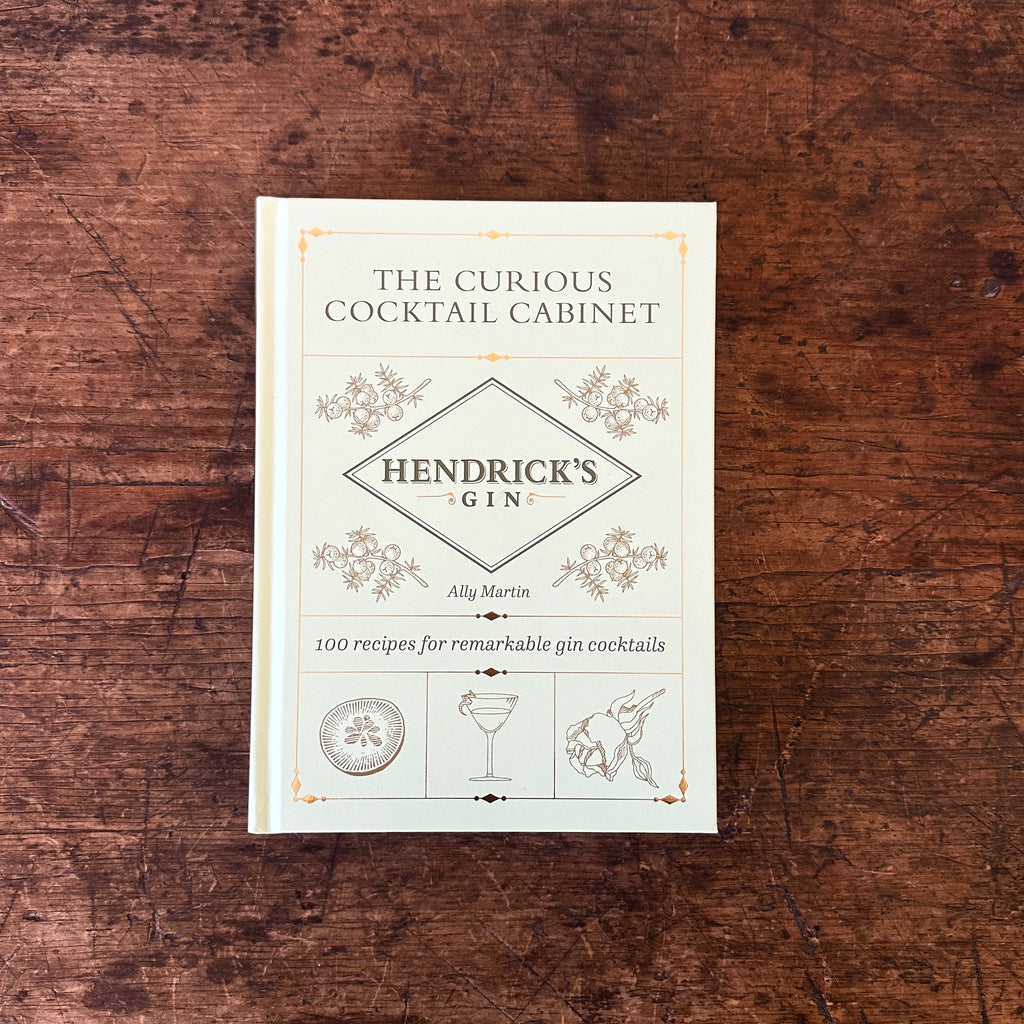 THE CURIOUS
COCKTAIL CABINET
HENDRICK'S
GIN
Ally Martin
100 recipes for remarkable gin cocktails